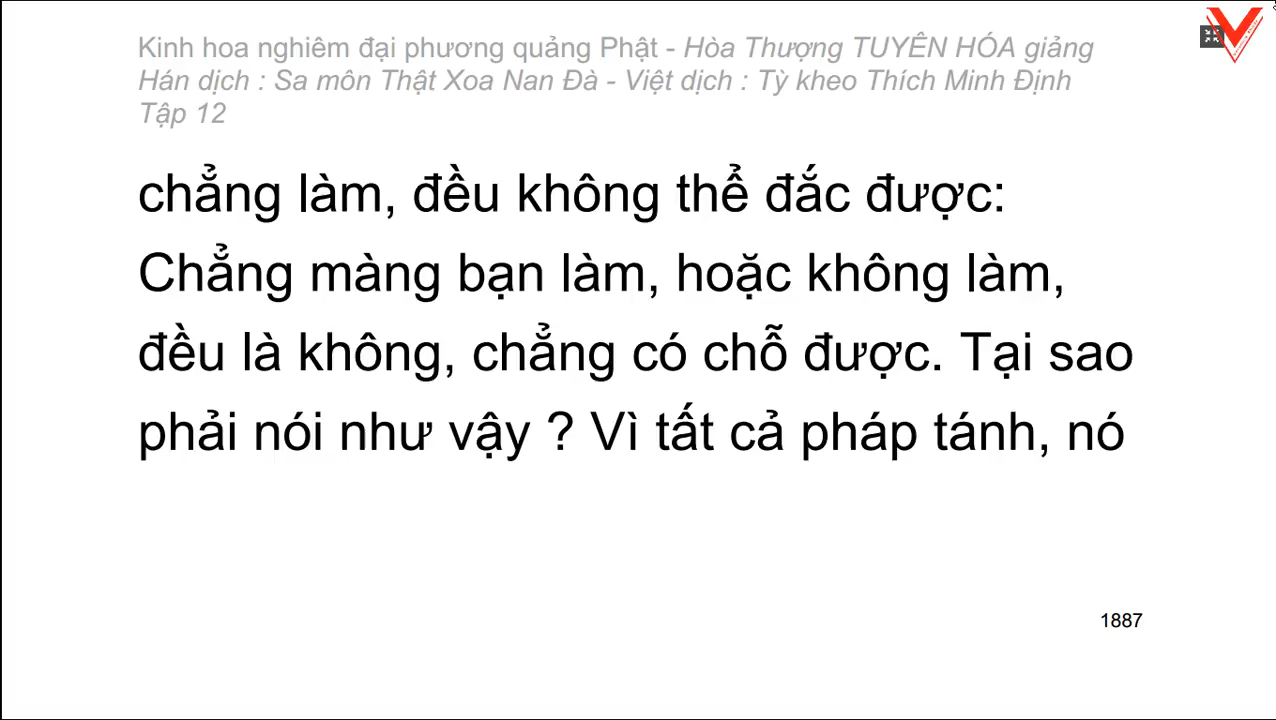 Kinh hoa nghiêm đại phương quảng Phật - Hòa Thượng TUYÊN HÓA giảng
Hán dịch : Sa môn Thật Xoa Nan Đà - Việt dịch : Tỳ kheo Thích Minh Định
Tập 12
chẳng làm, đều không thể đắc được:
Chẳng màng bạn làm, hoặc không làm,
đều là không, chẳng có chỗ được. Tại sao
phải nói như vậy ? Vì tất cả pháp tánh, nó
1887